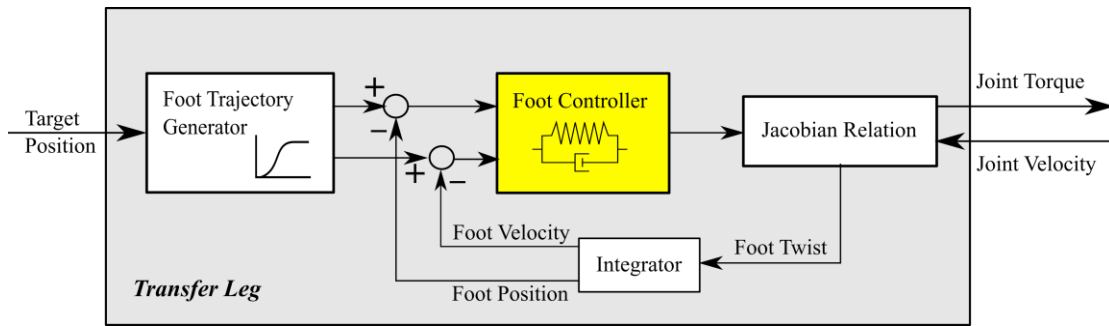 Target
Position
Foot Trajectory
Generator
+
−
+
−
Foot Controller
Jacobian Relation
Joint Torque
Joint Velocity
Foot Velocity
Integrator
Foot Twist
Foot Position
Transfer Leg